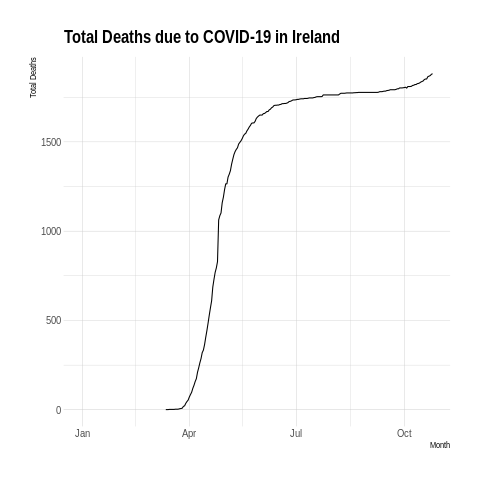 Total Deaths due to COVID-19 in Ireland
Total Deaths
1500
1000
500
0
Jan Apr Jul Oct
Month